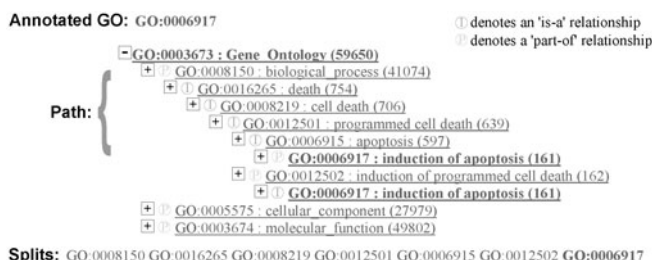 Annotated GO: GO:0006917
Ⓘ denotes an 'is-a' relationship
Ⓟ denotes a 'part-of' relationship
- GO:0003673 : Gene_Ontology (59650)
+ Ⓟ GO:0008150 : biological_process (41074)
+ Ⓘ GO:0016265 : death (754)
+ Ⓘ GO:0008219 : cell death (706)
+ Ⓘ GO:0012501 : programmed cell death (639)
Path:
+ Ⓘ GO:0006915 : apoptosis (597)
+ Ⓟ GO:0006917 : induction of apoptosis (161)
+ Ⓟ GO:0012502 : induction of programmed cell death (162)
+ Ⓘ GO:0006917 : induction of apoptosis (161)
+ Ⓟ GO:0005575 : cellular_component (27979)
+ Ⓟ GO:0003674 : molecular_function (49802)
Splits: GO:0008150 GO:0016265 GO:0008219 GO:0012501 GO:0006915 GO:0012502 GO:0006917